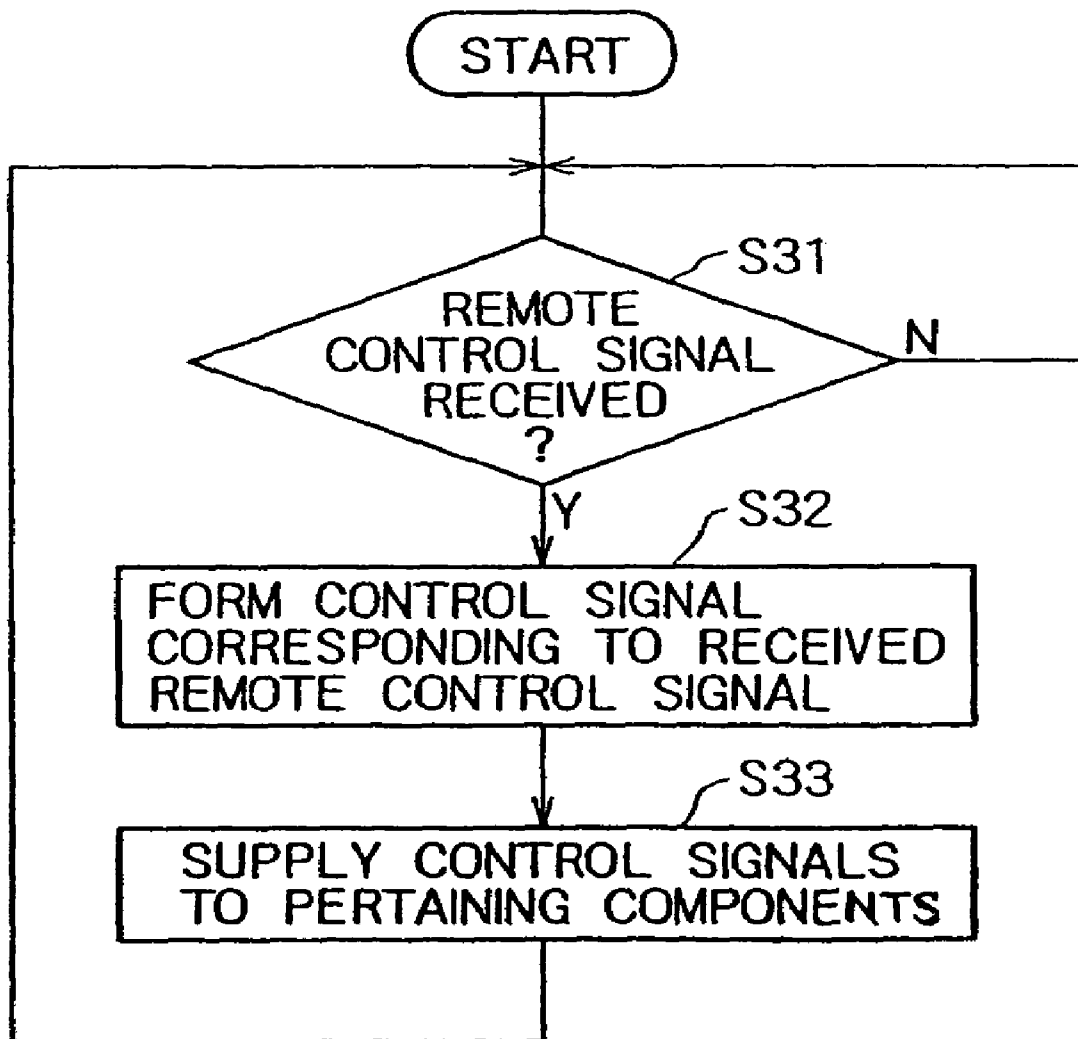 START
S31
REMOTE
CONTROL SIGNAL
RECEIVED
?
N
Y
S32
FORM CONTROL SIGNAL
CORRESPONDING TO RECEIVED
REMOTE CONTROL SIGNAL
S33
SUPPLY CONTROL SIGNALS
TO PERTAINING COMPONENTS